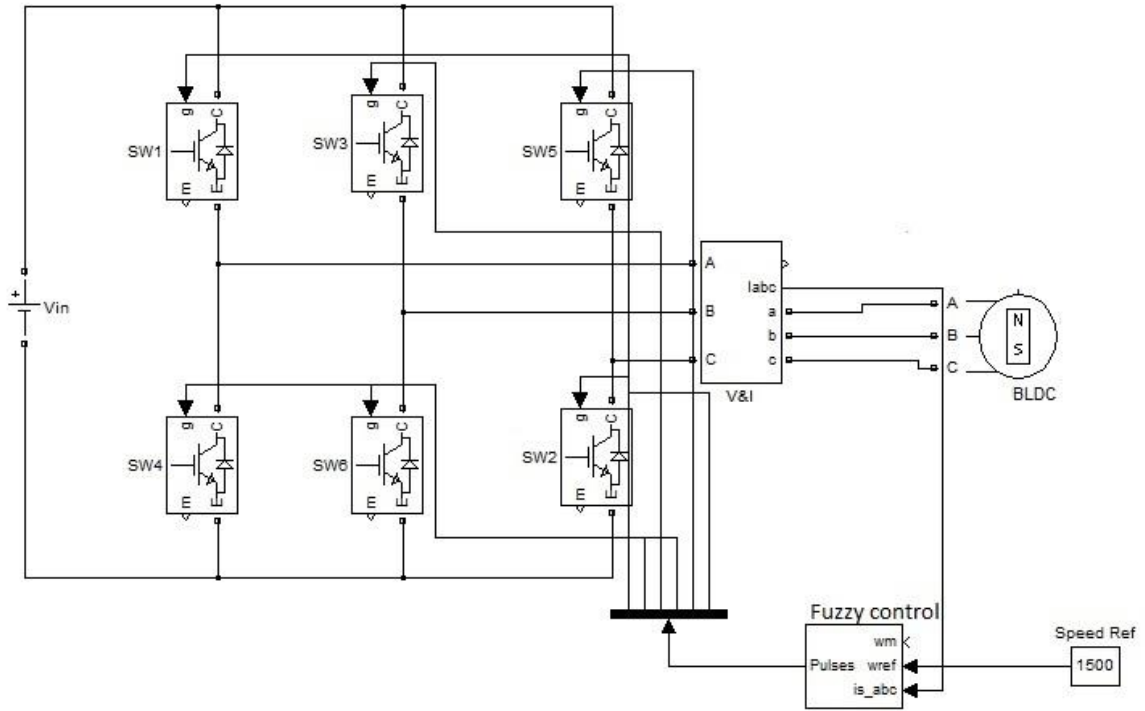 g
C
E
m
SW1
g
C
E
m
SW3
g
C
E
m
SW5
+
Vin
A
B
C
Iabc
a
b
c
V&I
A
B
C
N
S
BLDC
g
C
E
m
SW4
g
C
E
m
SW6
g
C
E
m
SW2
Fuzzy control
wm
Pulses
wref
is_abc
Speed Ref
1500